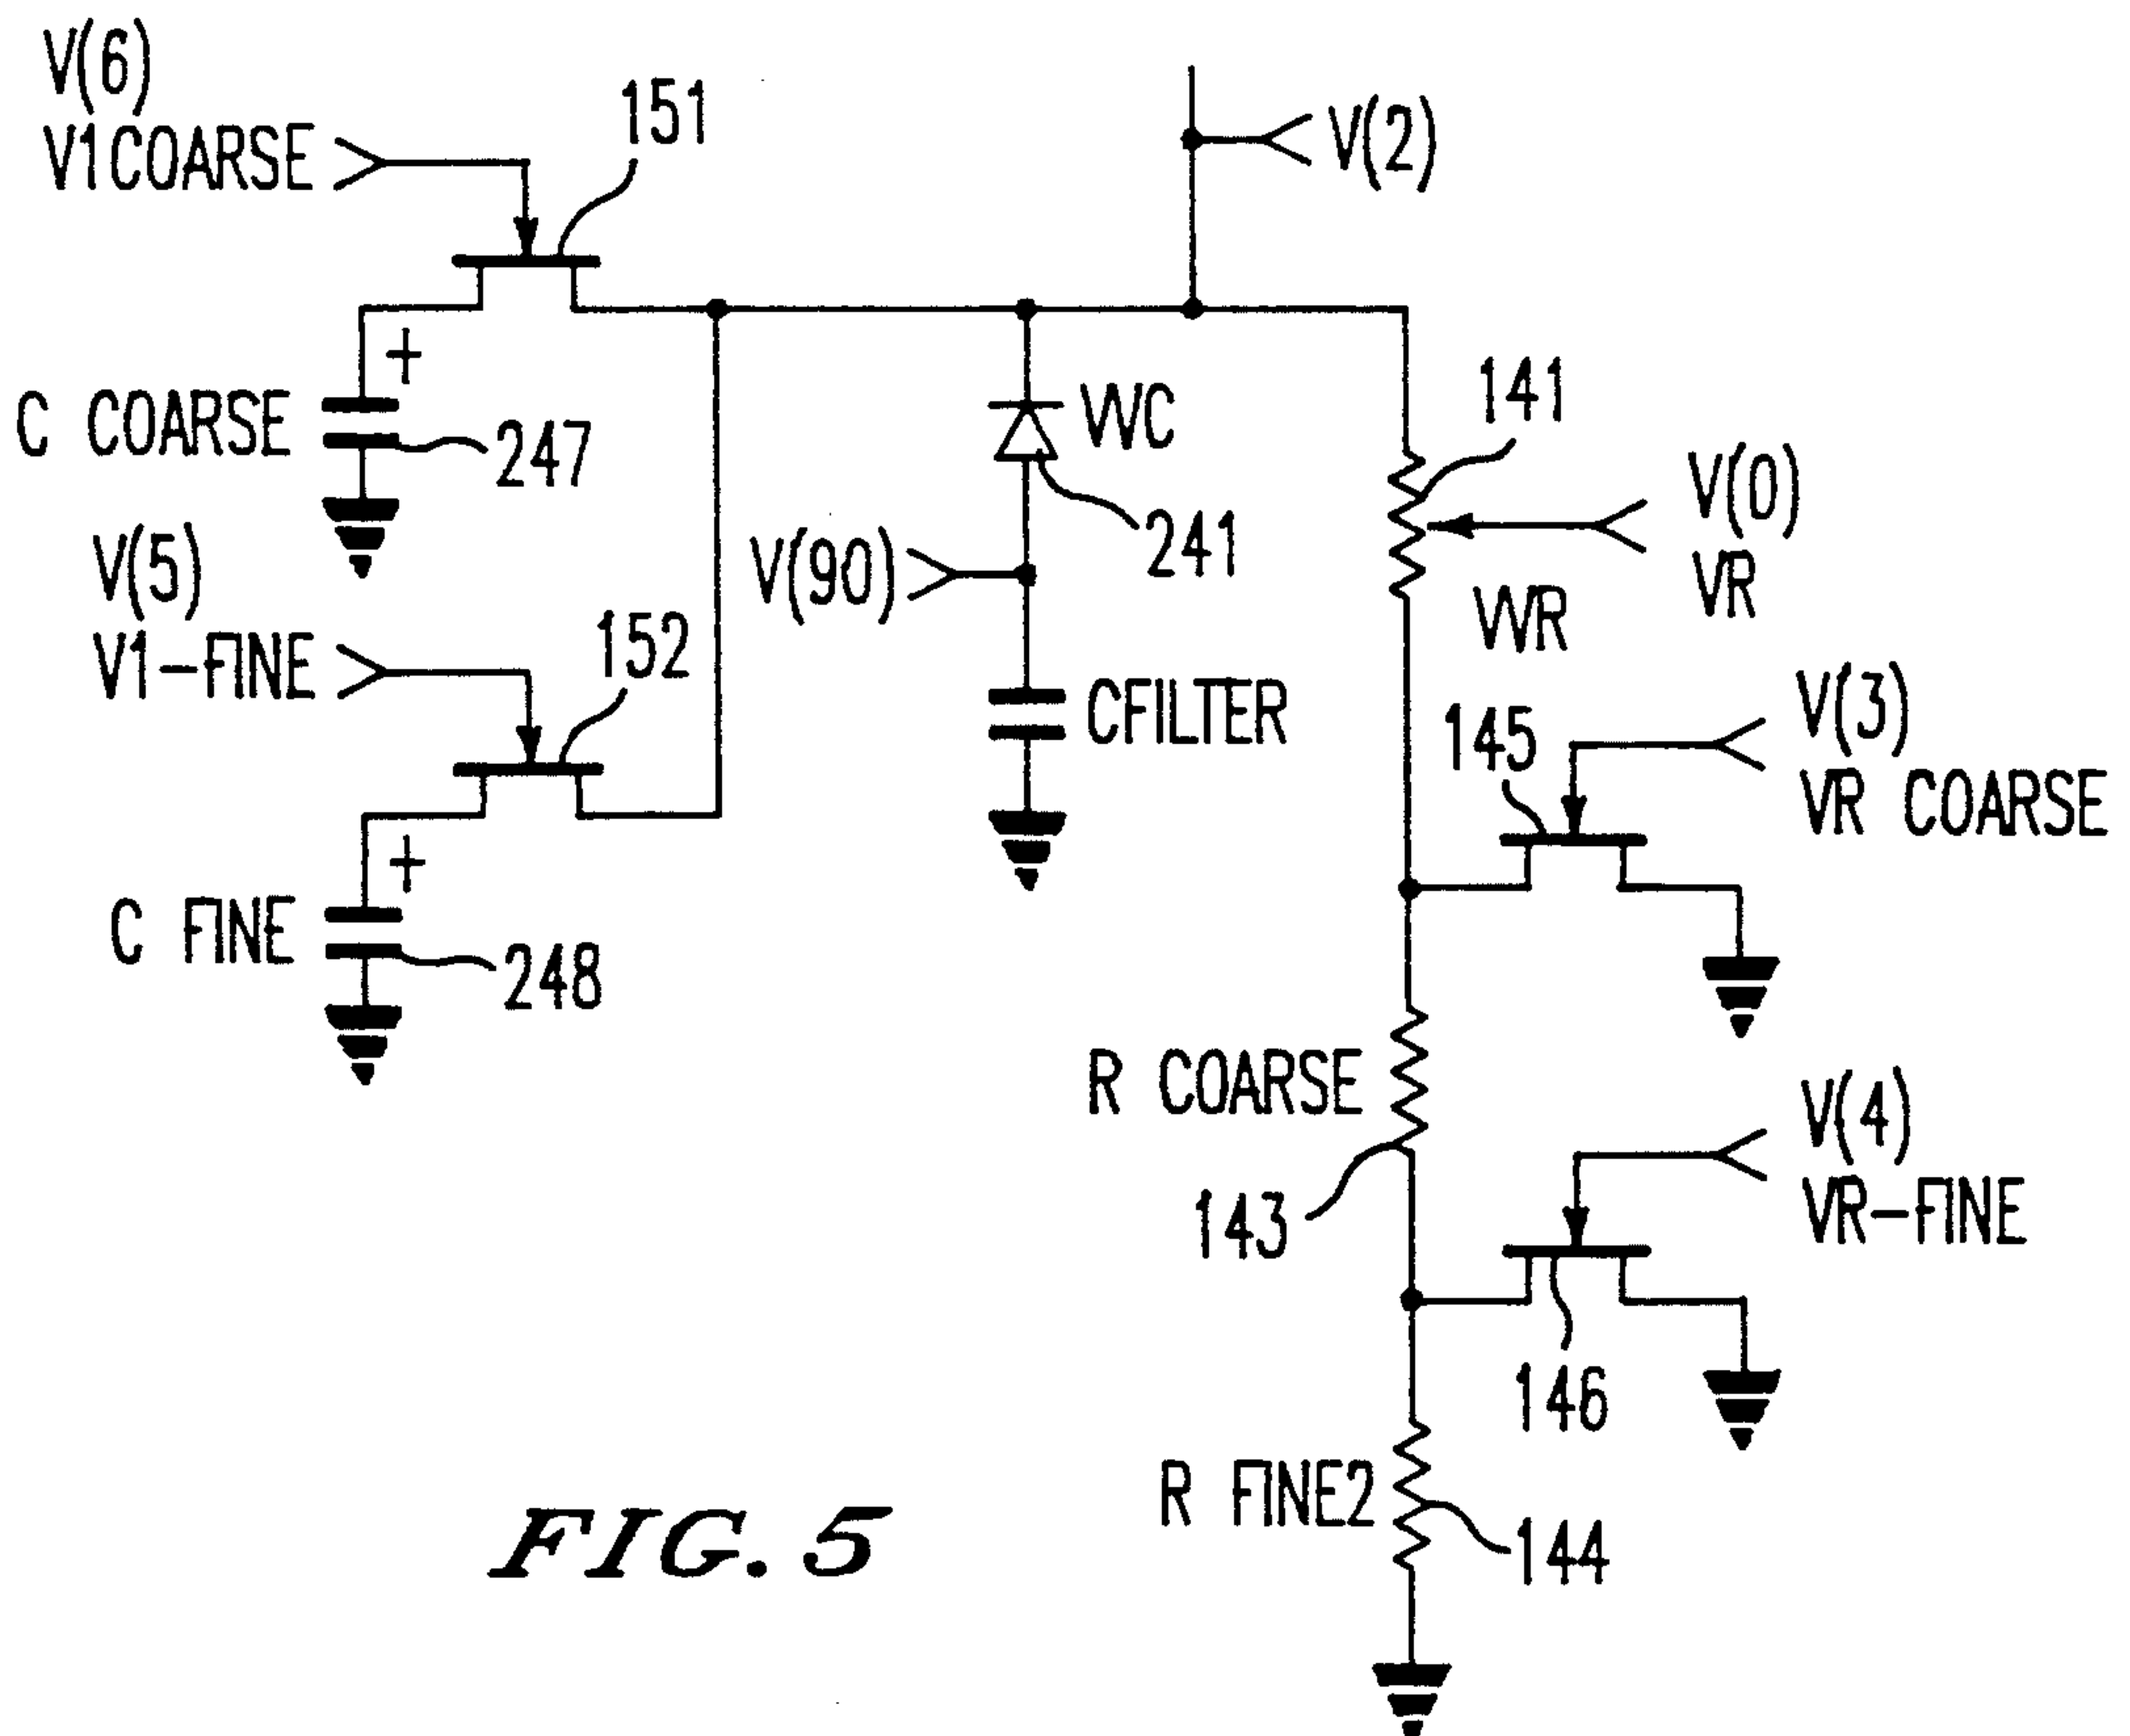 V(6)
V1COARSE
151
V(2)
+
C COARSE
247
VVC
241
141
V(0)
VR
VVR
V(5)
V1-FINE
152
V(90)
CFILTER
145
V(3)
VR COARSE
+
C FINE
248
R COARSE
143
V(4)
VR-FINE
146
R FINE2
144
FIG. 5